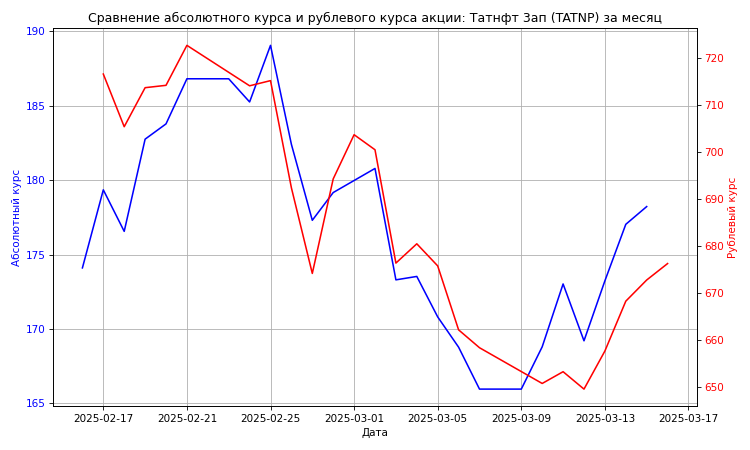 Сравнение абсолютного курса и рублевого курса акции: Татнфт 3ап (TATNP) за месяц
190
185
180
175
170
165
Абсолютный курс
720
710
700
690
680
670
660
650
Рублевый курс
2025-02-17 2025-02-21 2025-02-25 2025-03-01 2025-03-05 2025-03-09 2025-03-13 2025-03-17
Дата